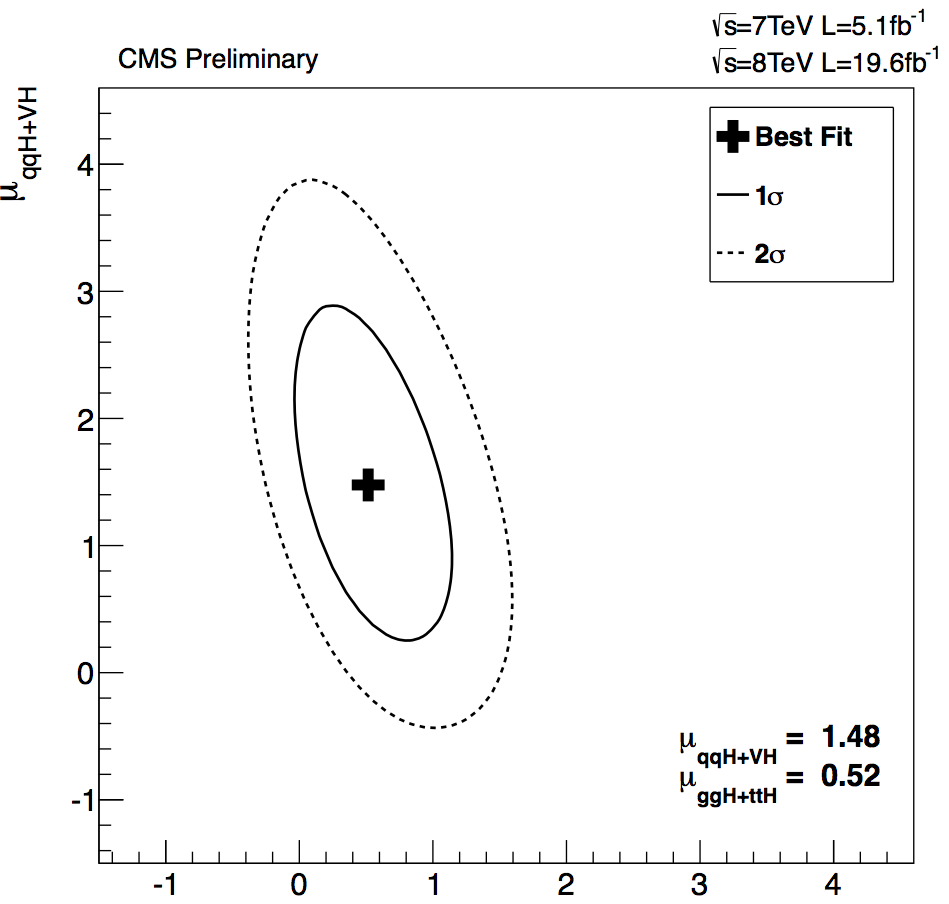 √s=7TeV L=5.1fb⁻¹
CMS Preliminary
√s=8TeV L=19.6fb⁻¹
μqqH+VH
Best Fit
1σ
2σ
4
3
2
1
0
-1
μqqH+VH = 1.48
μggH+ttH = 0.52
-1 0 1 2 3 4